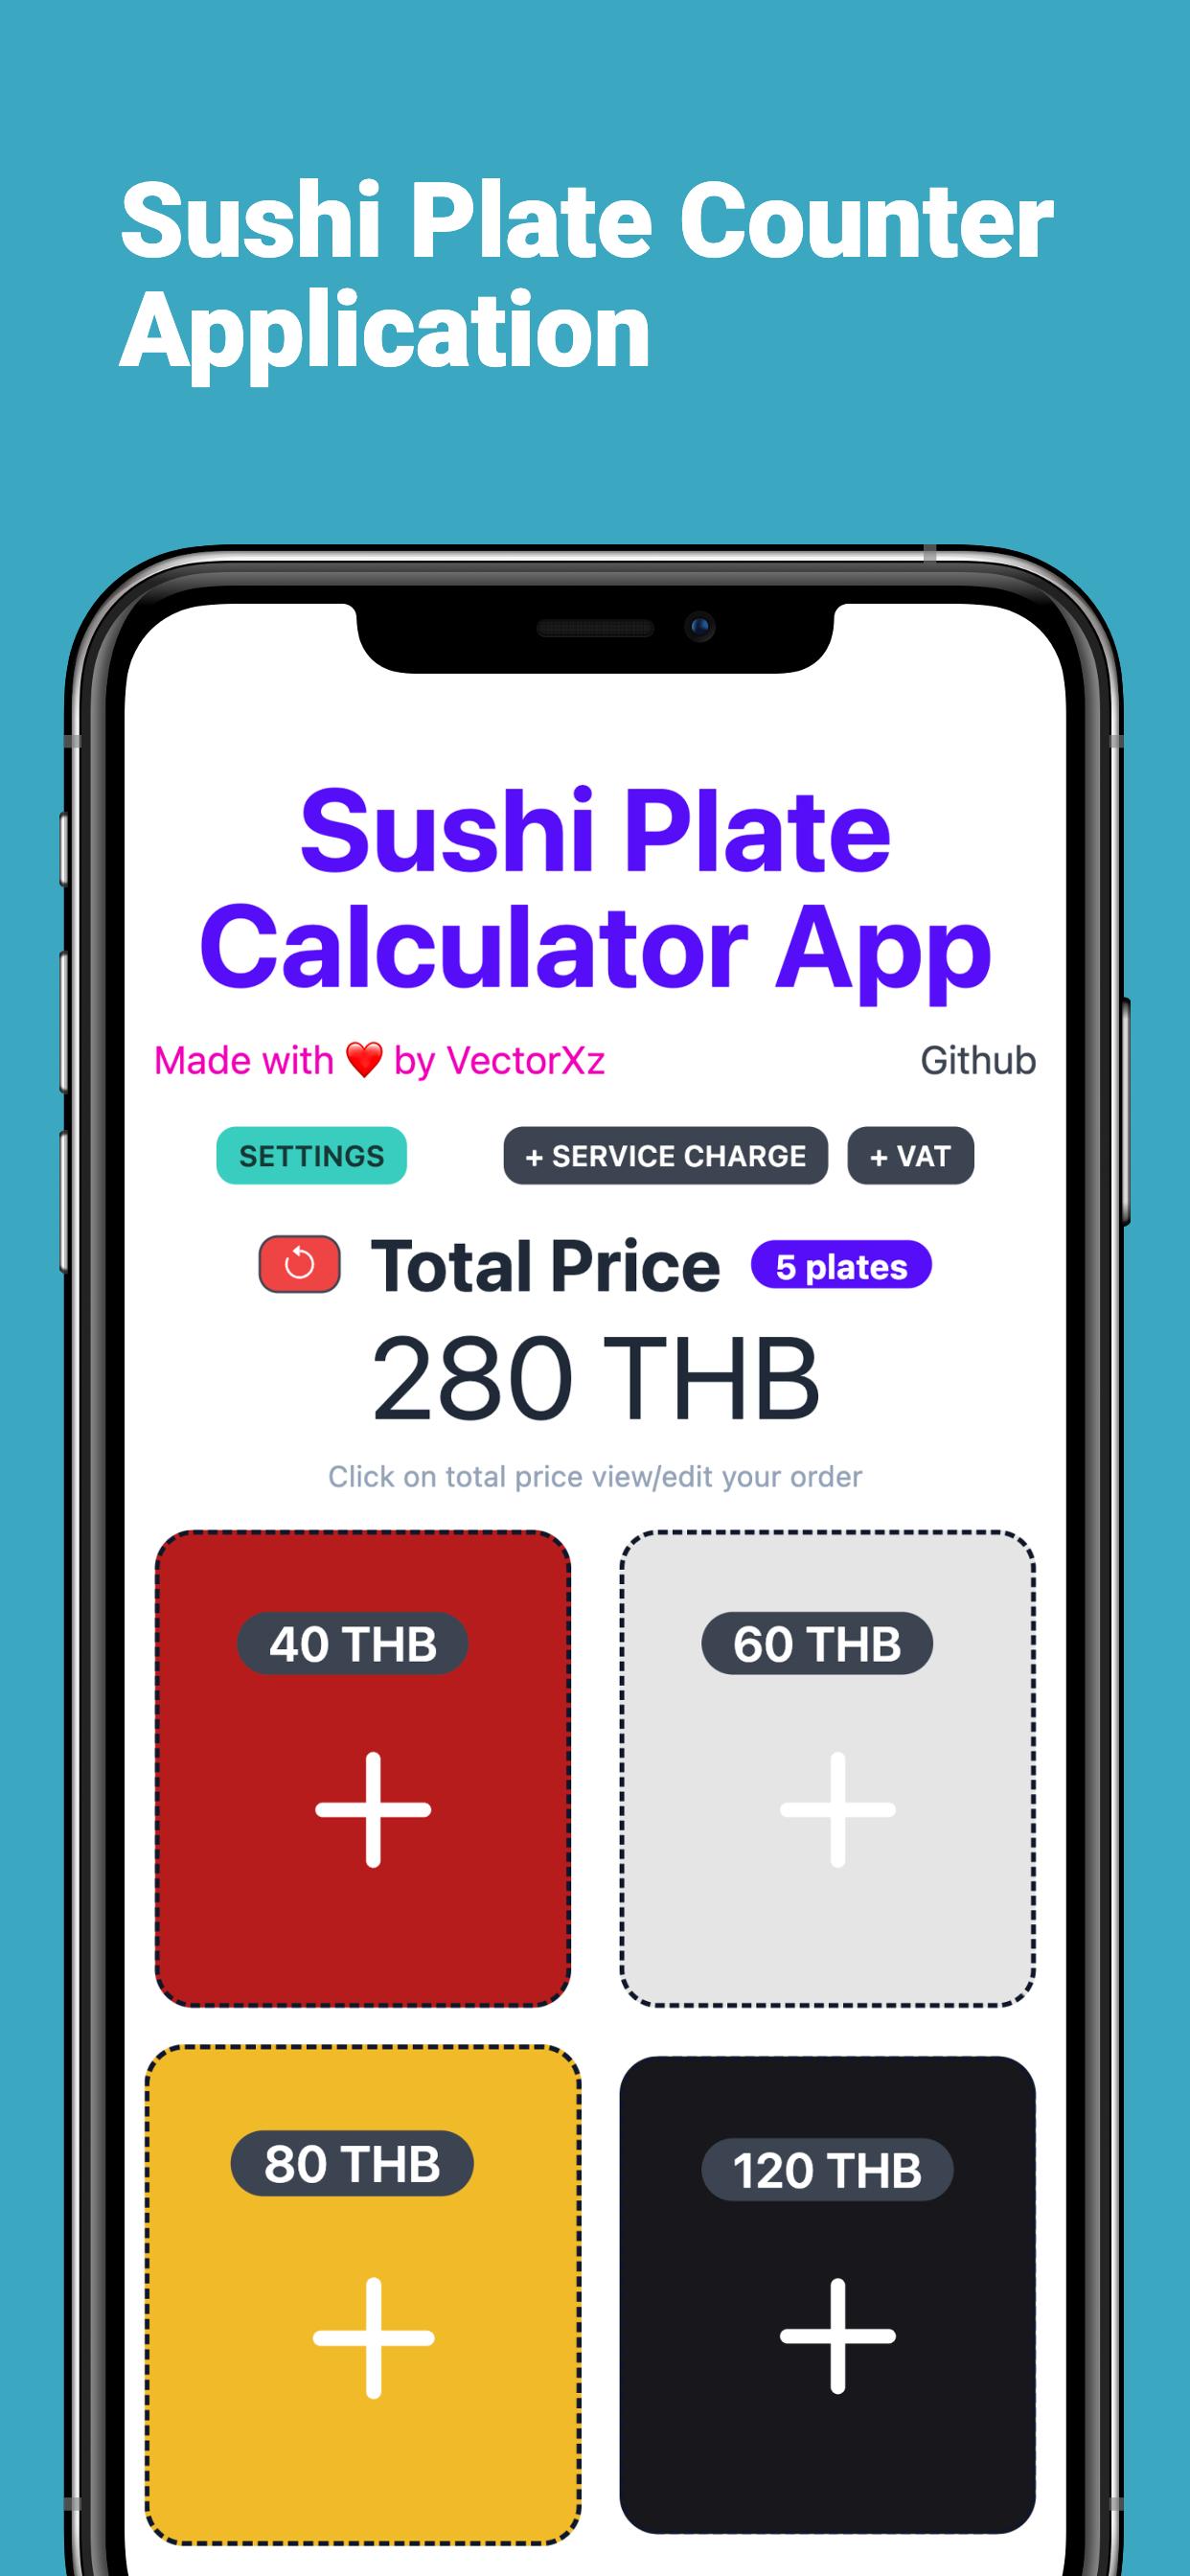 Sushi Plate Counter
Application
Sushi Plate
Calculator App
Made with ❤️ by VectorXz
Github
SETTINGS
+ SERVICE CHARGE
+ VAT
Total Price
5 plates
280 THB
Click on total price view/edit your order
40 THB
60 THB
80 THB
120 THB